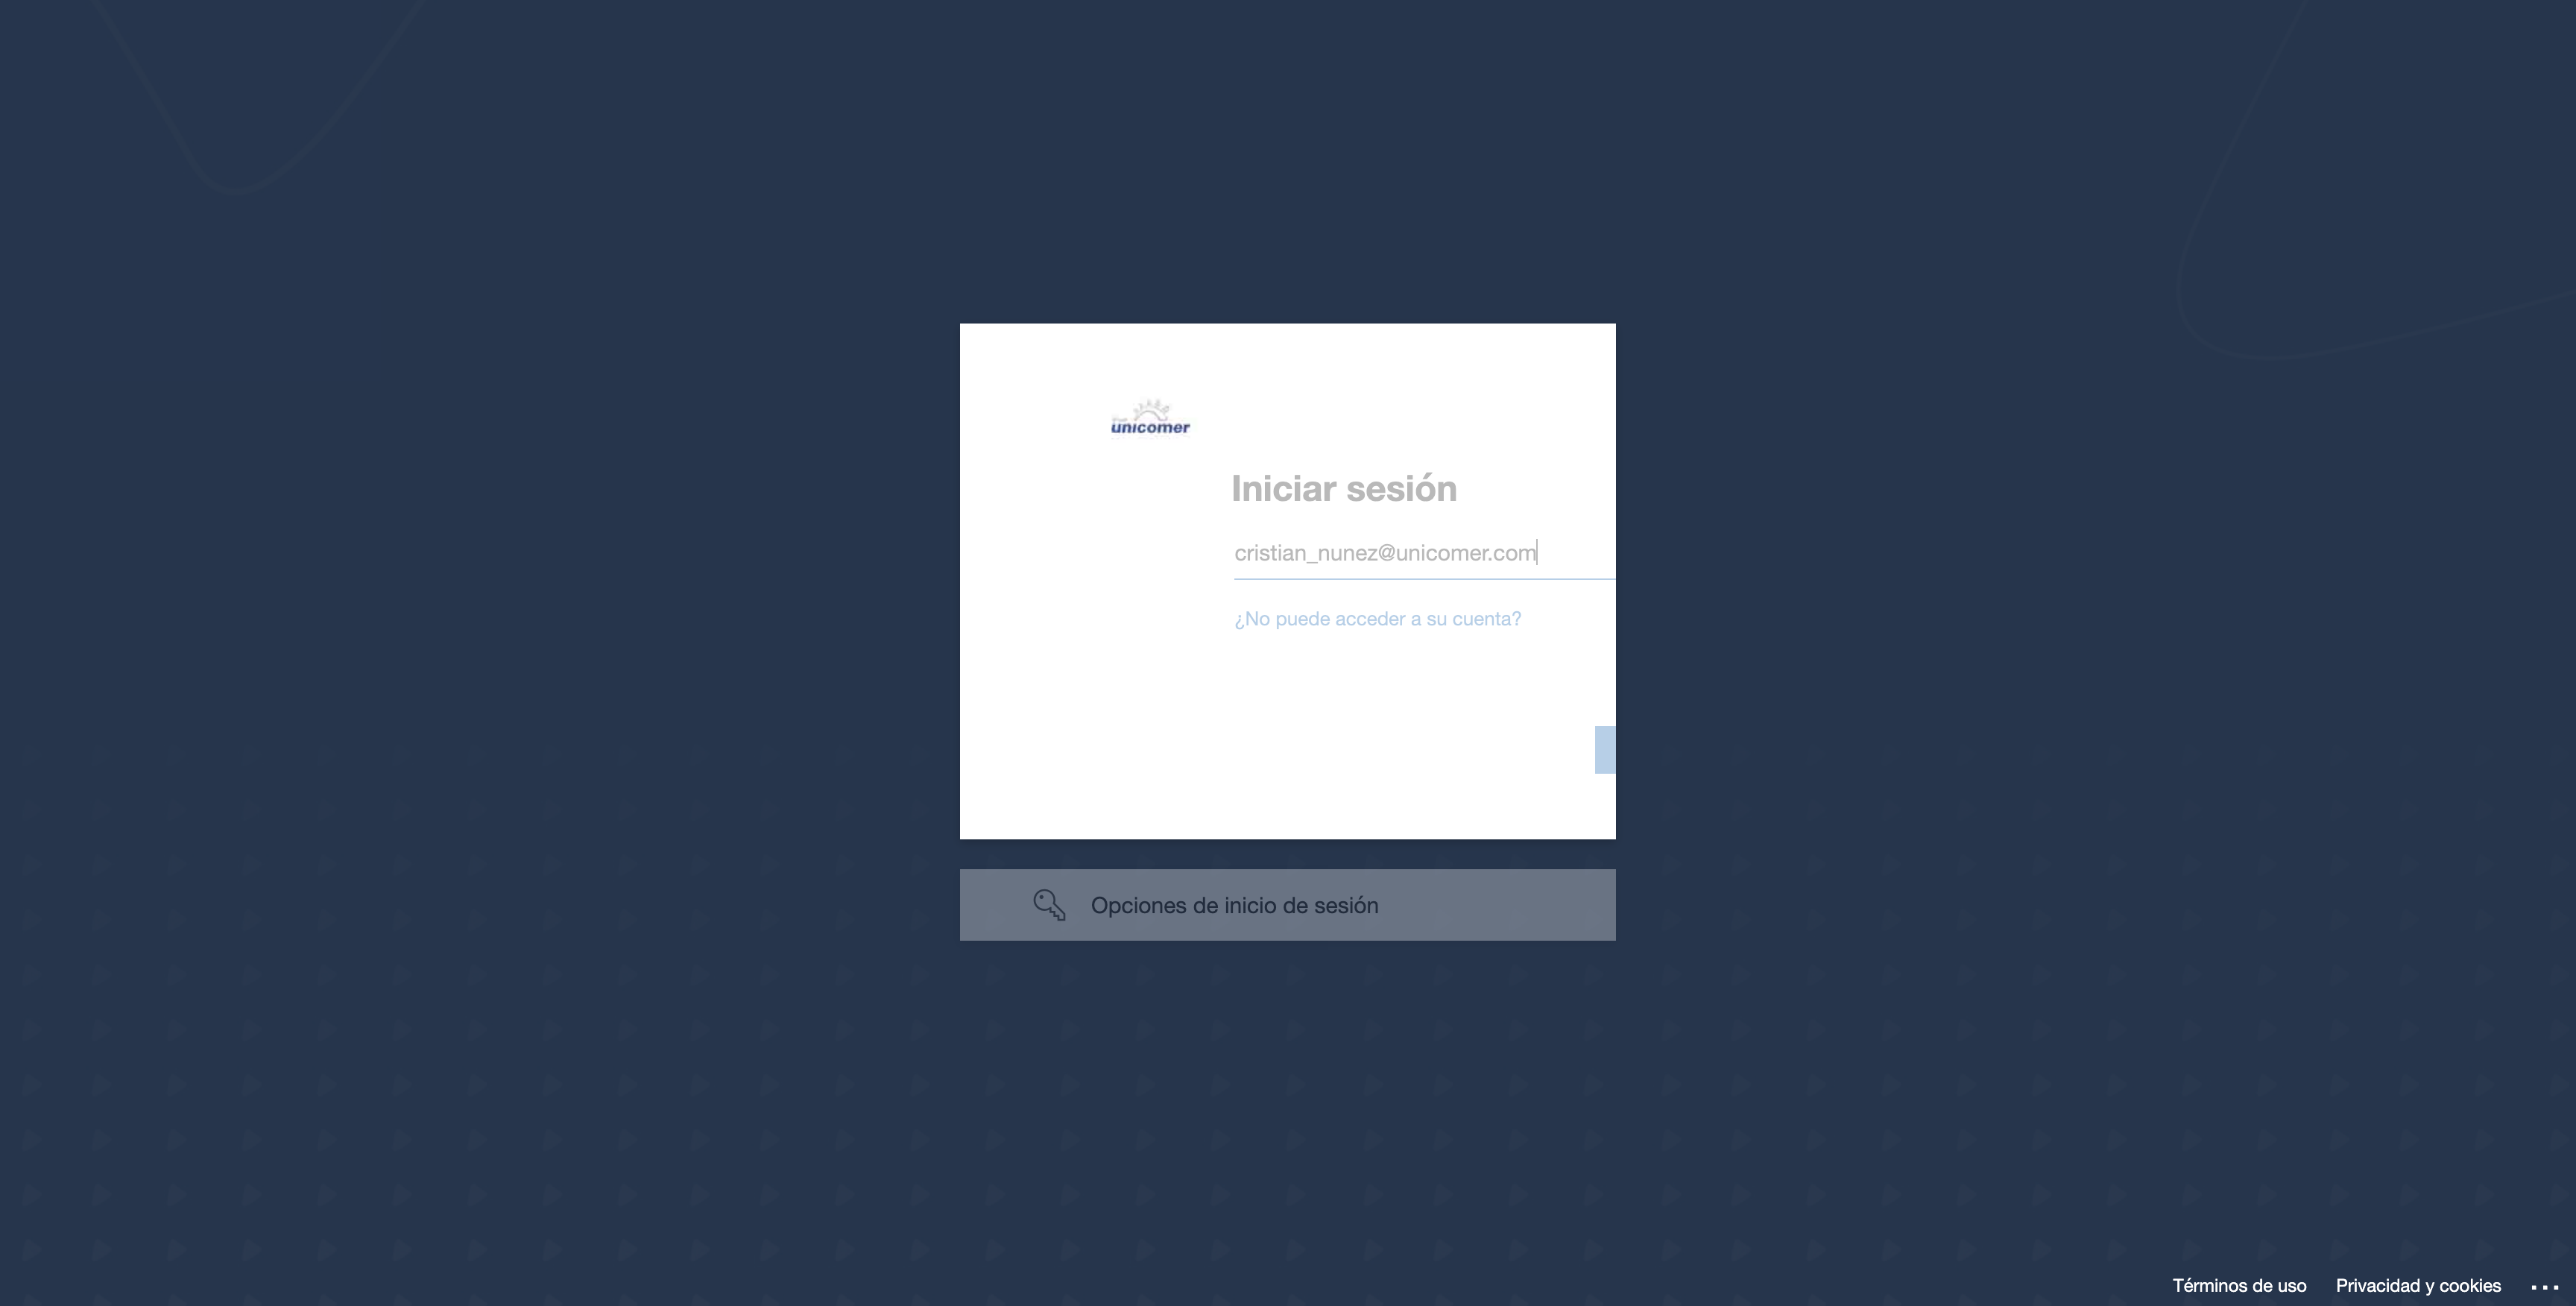 unicomer
Iniciar sesión
cristian_nunez@unicomer.com
¿No puede acceder a su cuenta?
Opciones de inicio de sesión
Términos de uso Privacidad y cookies ...